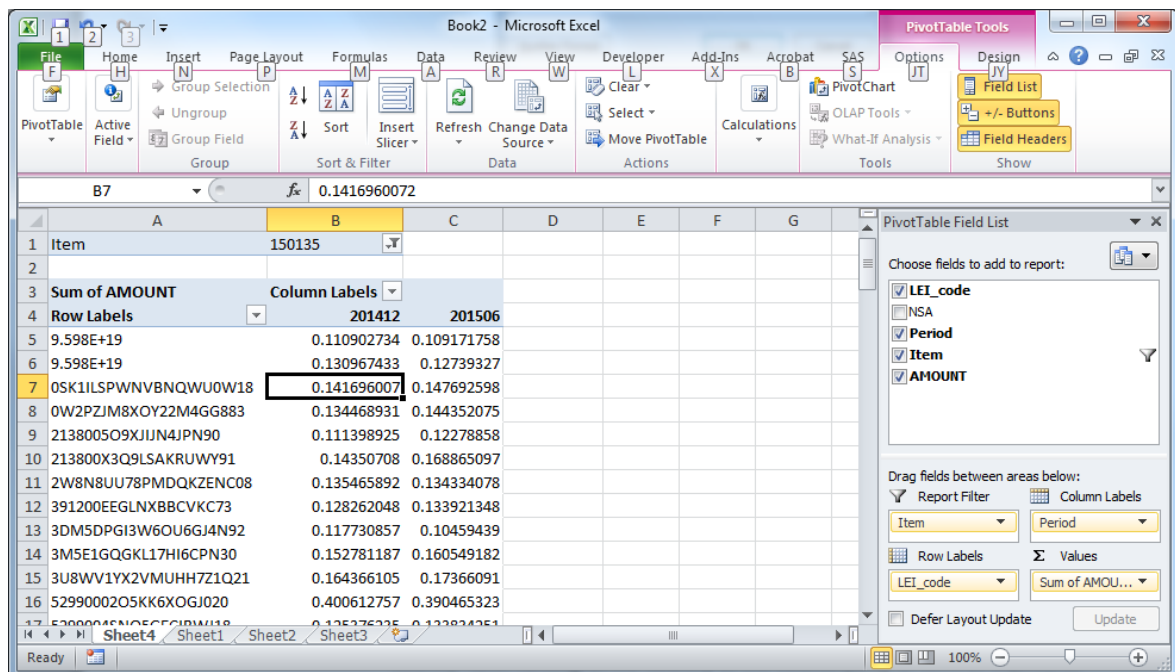 Book2 - Microsoft Excel
PivotTable Tools
1 2 3
File Home Insert Page Layout Formulas Data Review View Developer Add-Ins Acrobat SAS Options Design
F H N P M A R W L X B S JT JY
PivotTable
Active Field
Group Selection
Ungroup
Group Field
Group
Sort
Insert Slicer
Sort & Filter
Refresh
Change Data Source
Data
Clear
Select
Move PivotTable
Actions
Calculations
PivotChart
OLAP Tools
What-If Analysis
Tools
Field List
+/- Buttons
Field Headers
Show
B7 fx 0.1416960072
A B C D E F G
1 Item 150135
2
3 Sum of AMOUNT Column Labels
4 Row Labels 201412 201506
5 9.598E+19 0.110902734 0.109171758
6 9.598E+19 0.130967433 0.12739327
7 0SK1ILSPWNVBNQWU0W18 0.141696007 0.147692598
8 0W2PZJM8XOY22M4GG883 0.134468931 0.144352075
9 2138005O9XJIJN4JPN90 0.111398925 0.12278858
10 213800X3Q9LSAKRUWY91 0.14350708 0.168865097
11 2W8N8UU78PMDQKZENC08 0.135465892 0.134334078
12 391200EEGLNXBBCVKC73 0.128262048 0.133921348
13 3DM5DPGI3W6OU6GJ4N92 0.117730857 0.10459439
14 3M5E1GQGKL17HI6CPN30 0.152781187 0.160549182
15 3U8WV1YX2VMUHH7Z1Q21 0.164366105 0.17366091
16 52990002O5KK6XOGJ020 0.400612757 0.390465323
17
Sheet4 Sheet1 Sheet2 Sheet3
Ready
100%
PivotTable Field List
Choose fields to add to report:
LEI_code
NSA
Period
Item
AMOUNT
Drag fields between areas below:
Report Filter
Column Labels
Item
Period
Row Labels
Σ Values
LEI_code
Sum of AMOU...
Defer Layout Update
Update